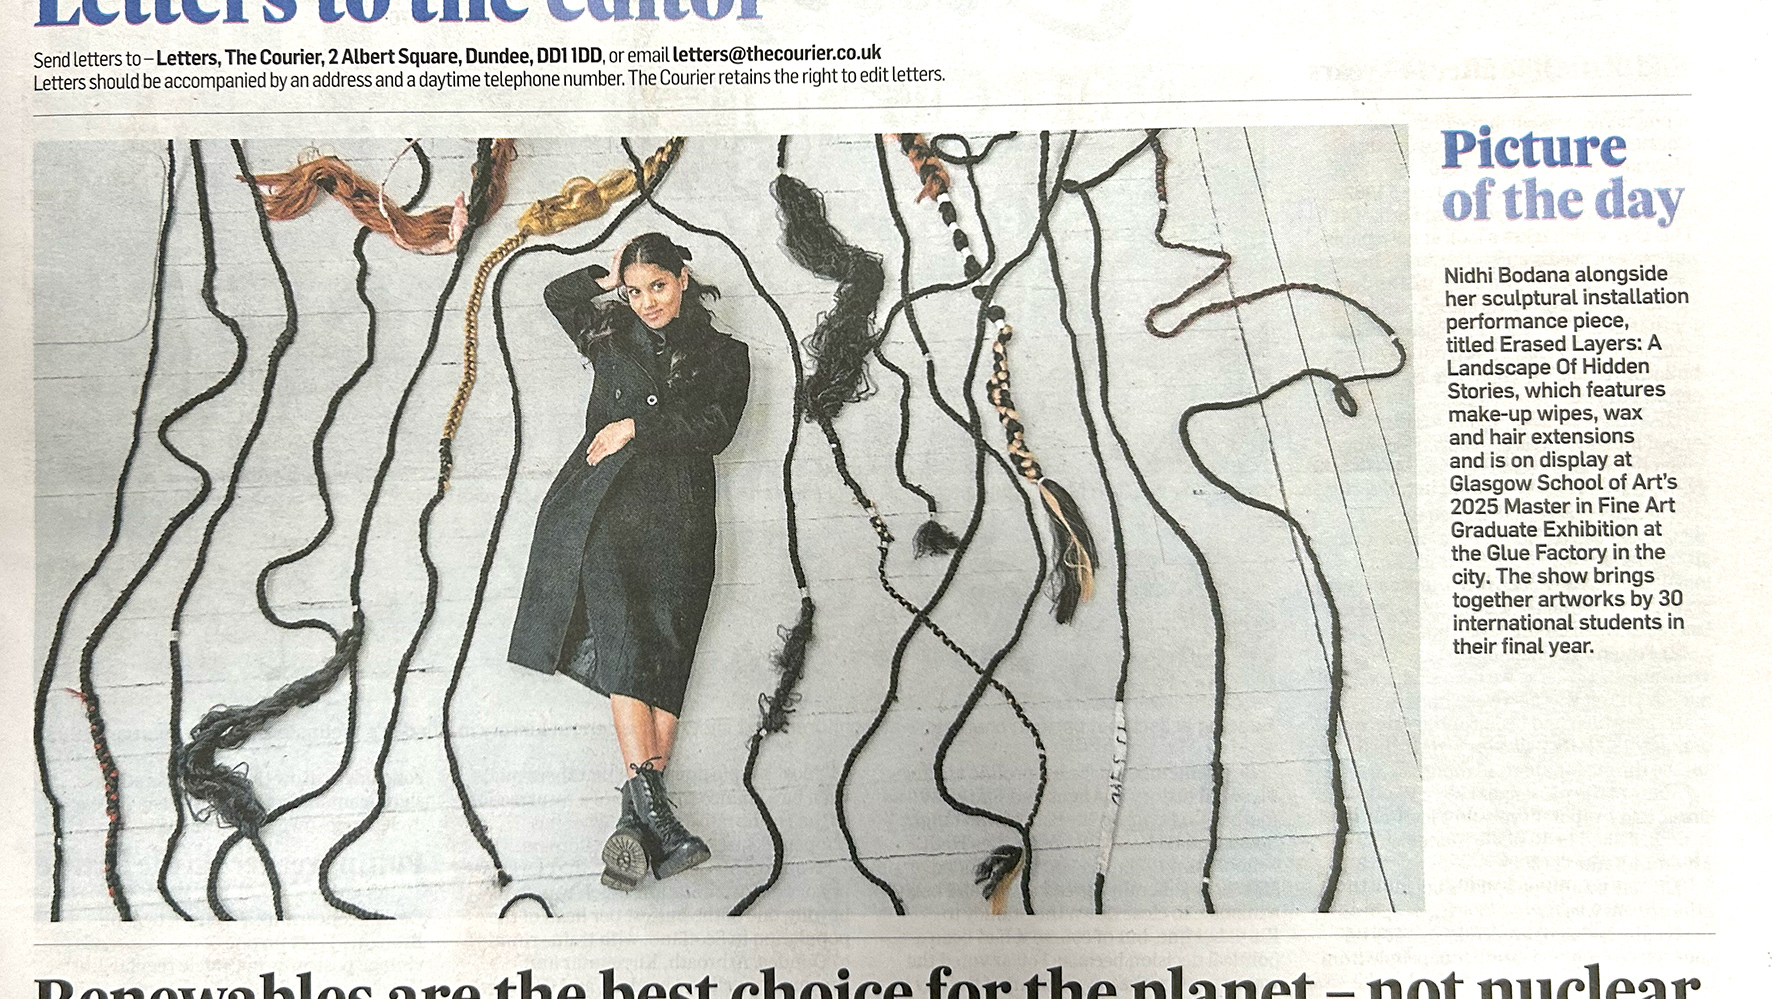 Letters to the editor
Send letters to – Letters, The Courier, 2 Albert Square, Dundee, DD1 1DD, or email letters@thecourier.co.uk
Letters should be accompanied by an address and a daytime telephone number. The Courier retains the right to edit letters.
Picture
of the day
Nidhi Bodana alongside
her sculptural installation
performance piece,
titled Erased Layers: A
Landscape Of Hidden
Stories, which features
make-up wipes, wax
and hair extensions
and is on display at
Glasgow School of Art's
2025 Master in Fine Art
Graduate Exhibition at
the Glue Factory in the
city. The show brings
together artworks by 30
international students in
their final year.
Renewables are the best choice for the planet – not nuclear